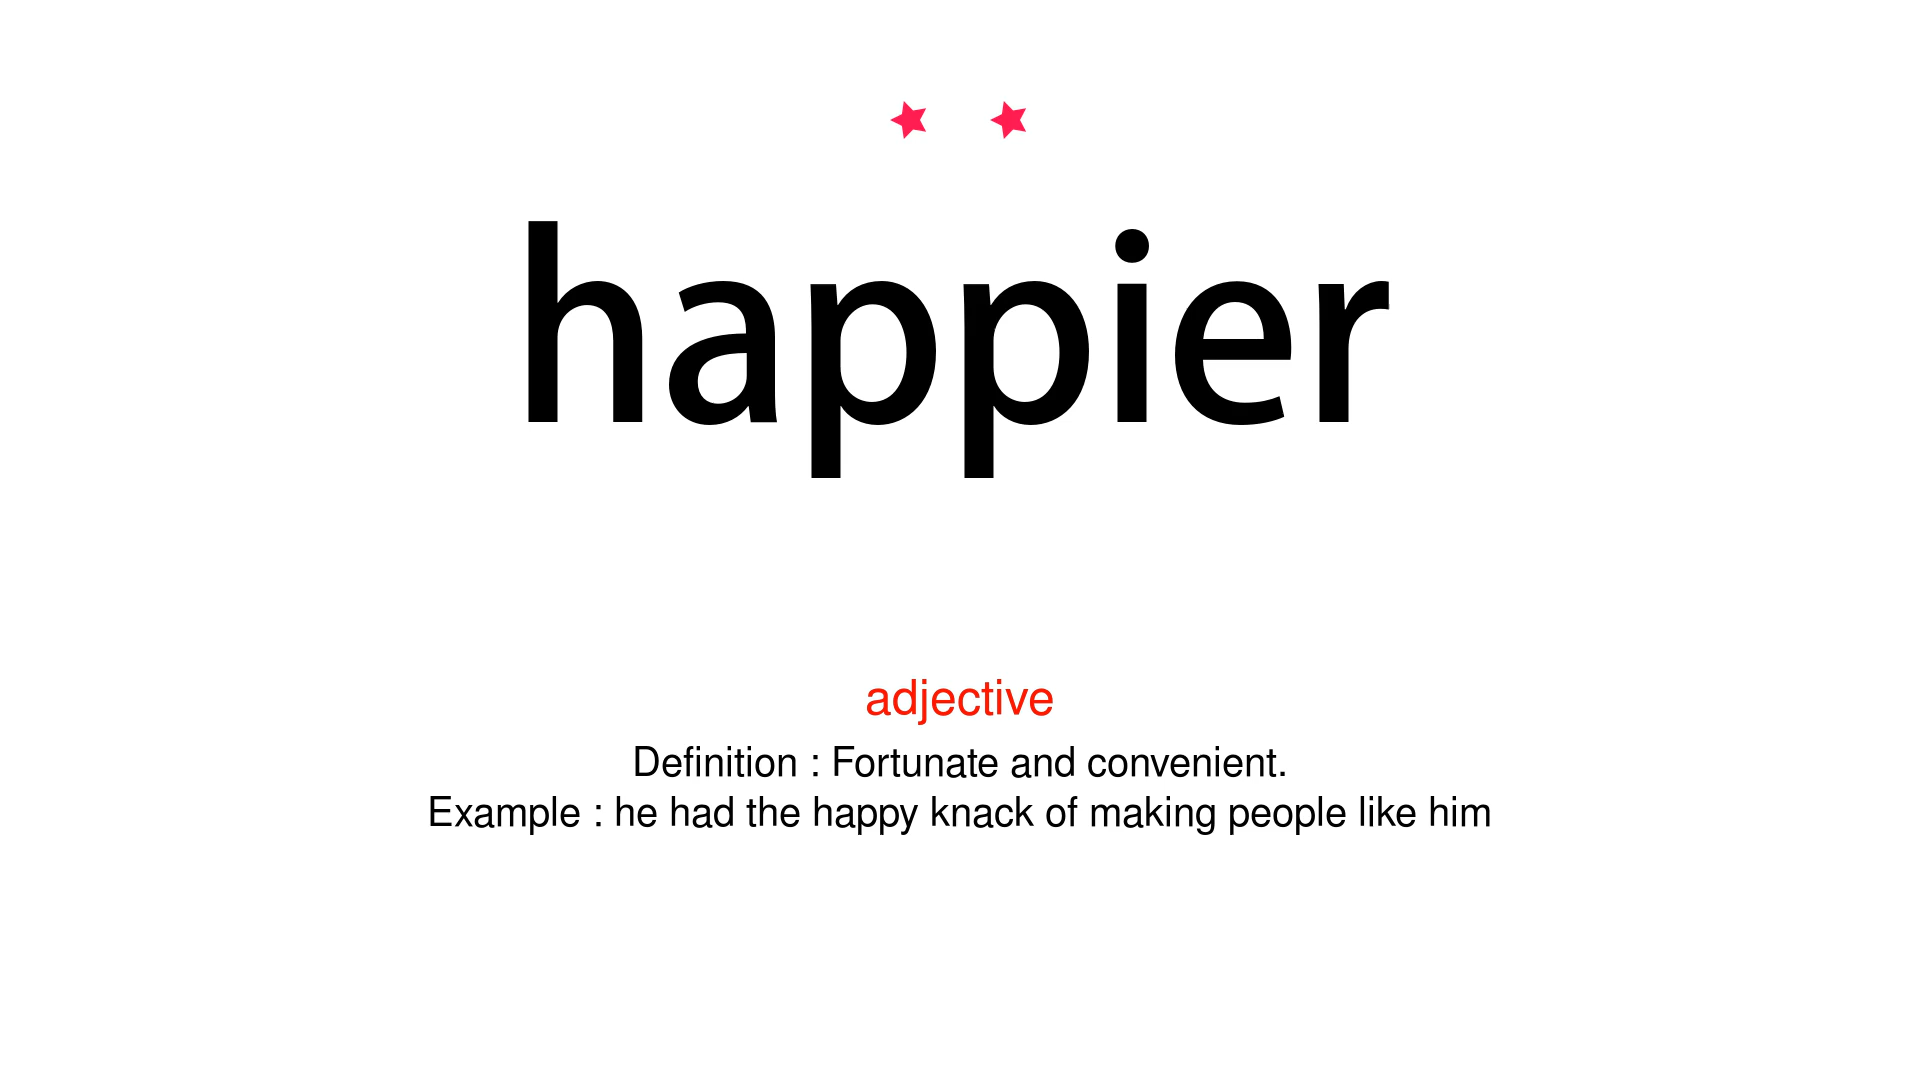 happier
adjective
Definition : Fortunate and convenient.
Example : he had the happy knack of making people like him